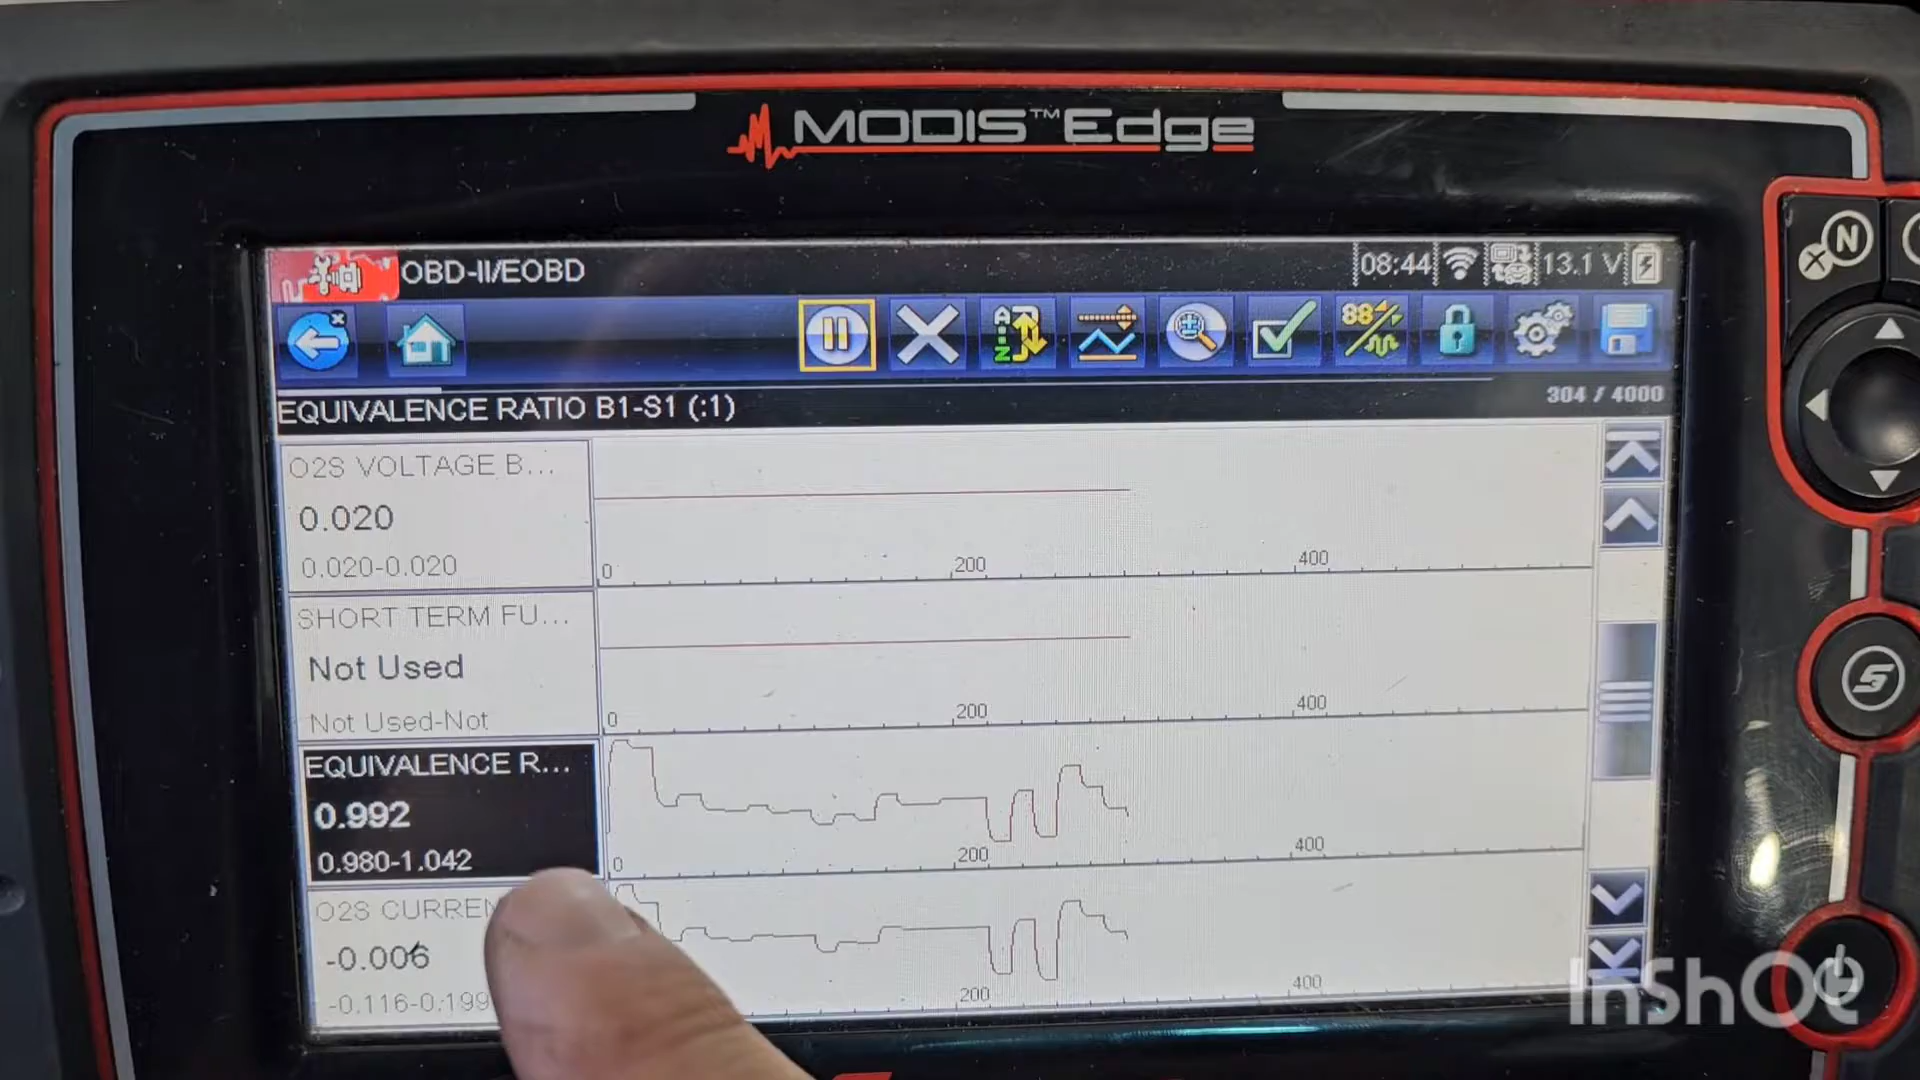 MODIS™ Edge
OBD-II/EOBD
08:44
13.1 V
EQUIVALENCE RATIO B1-S1 (:1)
304 / 4000
O2S VOLTAGE B...
0.020
0.020-0.020
0
200
400
SHORT TERM FU...
Not Used
Not Used-Not
0
200
400
EQUIVALENCE R...
0.992
0.980-1.042
0
200
400
O2S CURREN
-0.006
-0.116-0.199
200
400
N
A
Z
88
S
InShOt